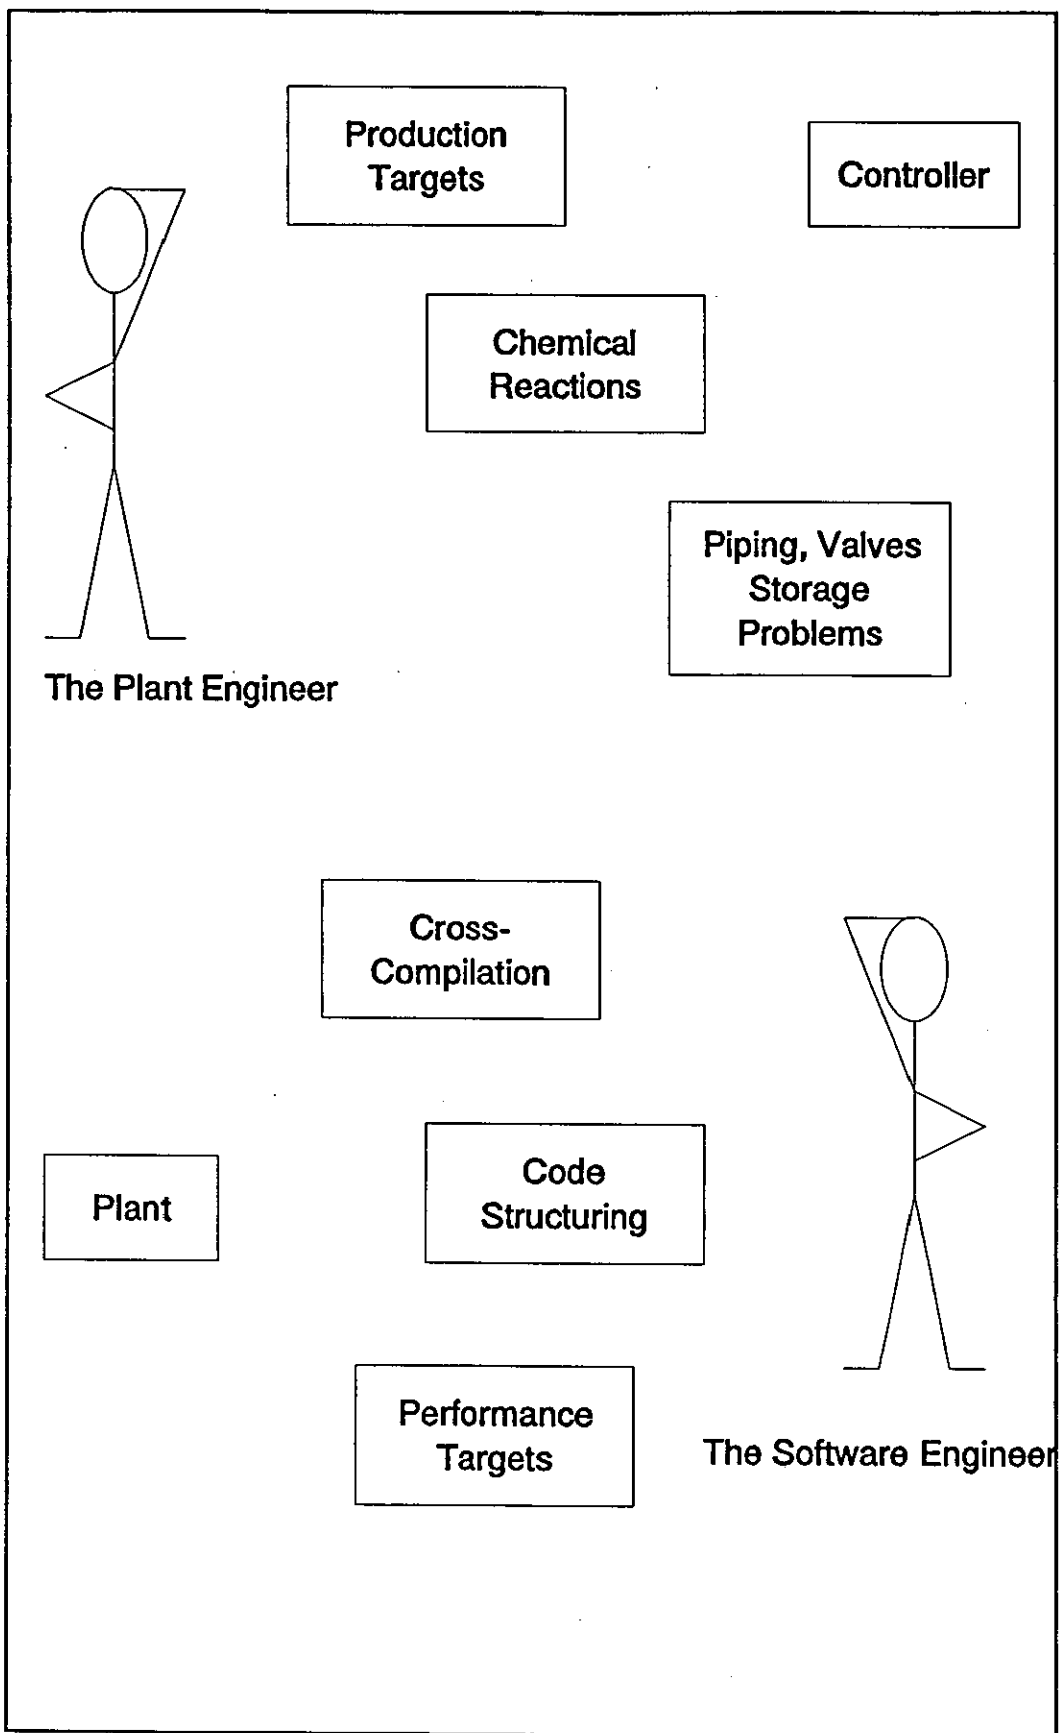 Production
Targets
Controller
Chemical
Reactions
Piping, Valves
Storage
Problems
The Plant Engineer
Cross-
Compilation
Plant
Code
Structuring
Performance
Targets
The Software Engineer